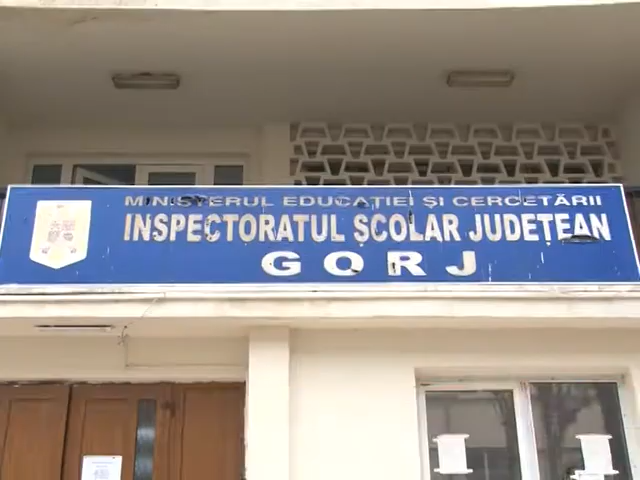 MINISTERUL EDUCAȚIEI ȘI CERCETĂRII
INSPECTORATUL ȘCOLAR JUDEȚEAN
GORJ